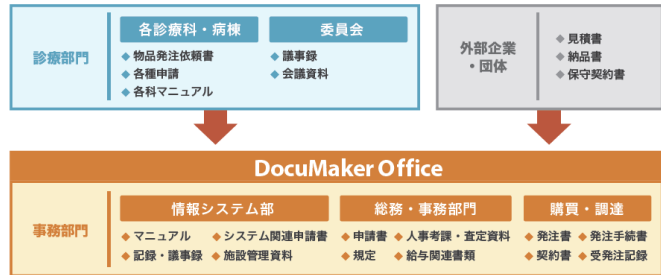 診療部門
各診療科・病棟
◆物品発注依頼書
◆各種申請
◆各科マニュアル
委員会
◆議事録
◆会議資料
外部企業
・団体
◆見積書
◆納品書
◆保守契約書
DocuMaker Office
事務部門
情報システム部
◆マニュアル ◆システム関連申請書
◆記録・議事録 ◆施設管理資料
総務・事務部門
◆申請書 ◆人事考課・査定資料
◆規定 ◆給与関連書類
購買・調達
◆発注書 ◆発注手続書
◆契約書 ◆受発注記録